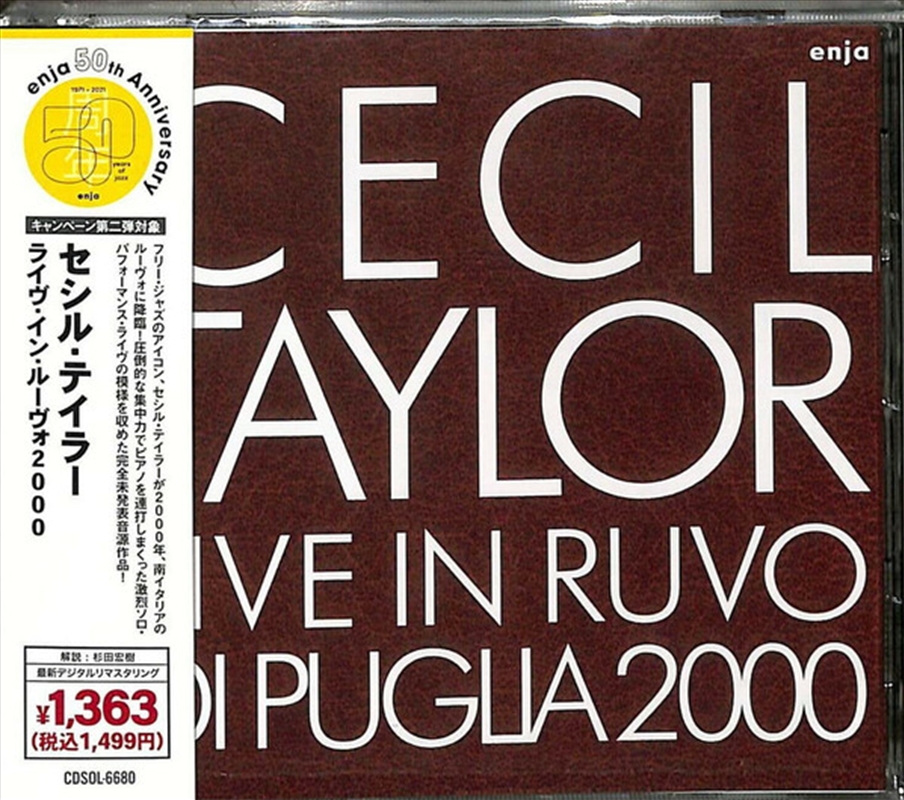 enja 50th Anniversary
1971 - 2021
周年
50
years of jazz
enja
キャンペーン第二弾対象
セシル・テイラー
ライヴ・イン・ルーヴォ2000
フリー・ジャズのアイコン、セシル・テイラーが2000年、南イタリアの
ルーヴォに降臨！圧倒的な集中力でピアノを連打しまくった激烈ソロ・
パフォーマンス・ライヴの模様を収めた完全未発表音源作品！
解説：杉田宏樹
最新デジタルリマスタリング
¥1,363
(税込1,499円)
CDSOL-6680
enja
CECIL
TAYLOR
IVE IN RUVO
DI PUGLIA 2000